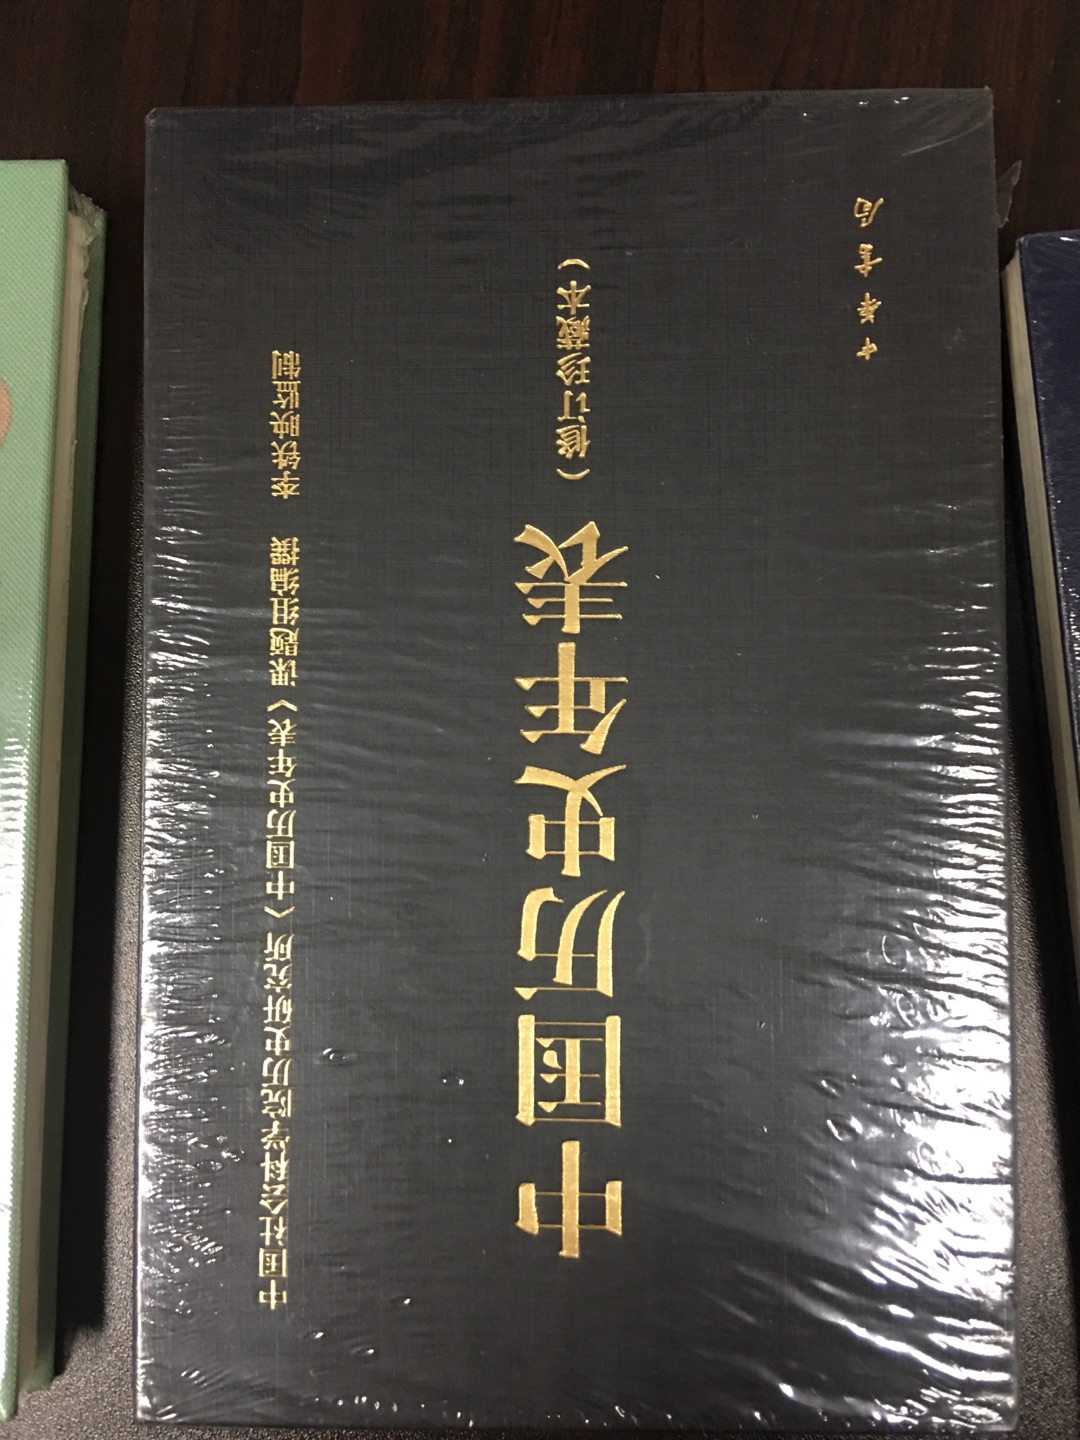 中国社会科学院历史研究所《中国历史年表》课题组编撰 李铁映监制
中国历史年表(修订珍藏本)
中华书局